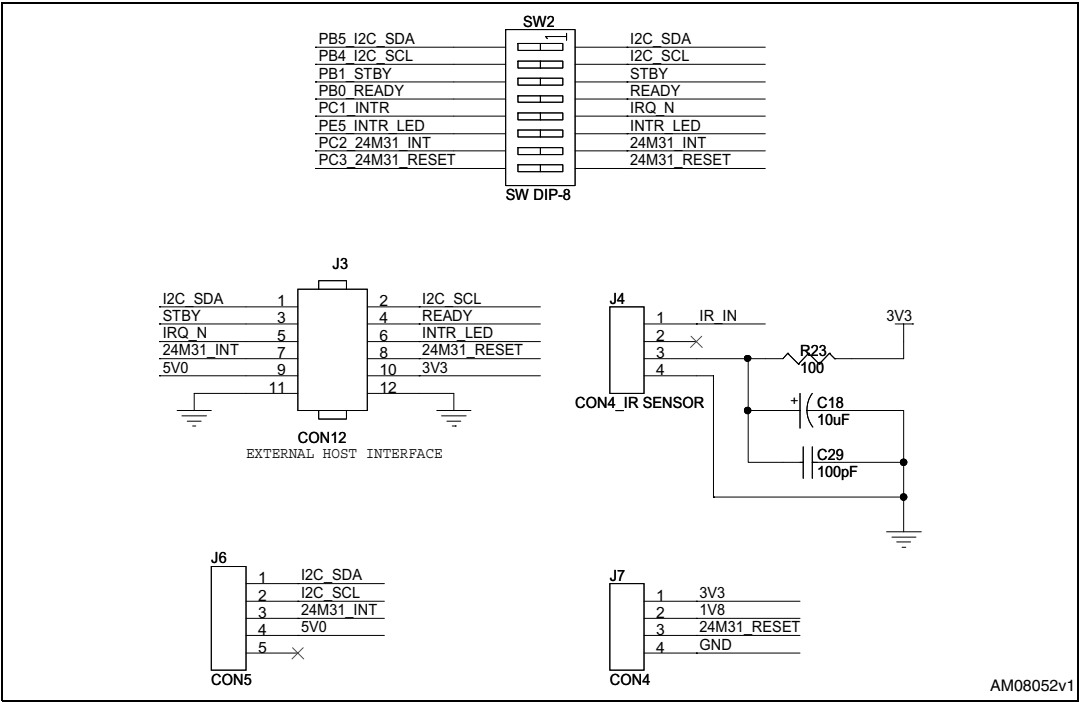 SW2
PB5_I2C_SDA I2C_SDA
PB4_I2C_SCL I2C_SCL
PB1_STBY STBY
PB0_READY READY
PC1_INTR IRQ_N
PE5_INTR_LED INTR_LED
PC2_24M31_INT 24M31_INT
PC3_24M31_RESET 24M31_RESET
SW DIP-8
J3
I2C_SDA 1 2 I2C_SCL
STBY 3 4 READY
IRQ_N 5 6 INTR_LED
24M31_INT 7 8 24M31_RESET
5V0 9 10 3V3
11 12
CON12
EXTERNAL HOST INTERFACE
J4
1 IR_IN
2
3
4
CON4_IR SENSOR
3V3
R23
100
C18
+
10uF
C29
100pF
J6
1 I2C_SDA
2 I2C_SCL
3 24M31_INT
4 5V0
5
CON5
J7
1 3V3
2 1V8
3 24M31_RESET
4 GND
CON4
AM08052v1